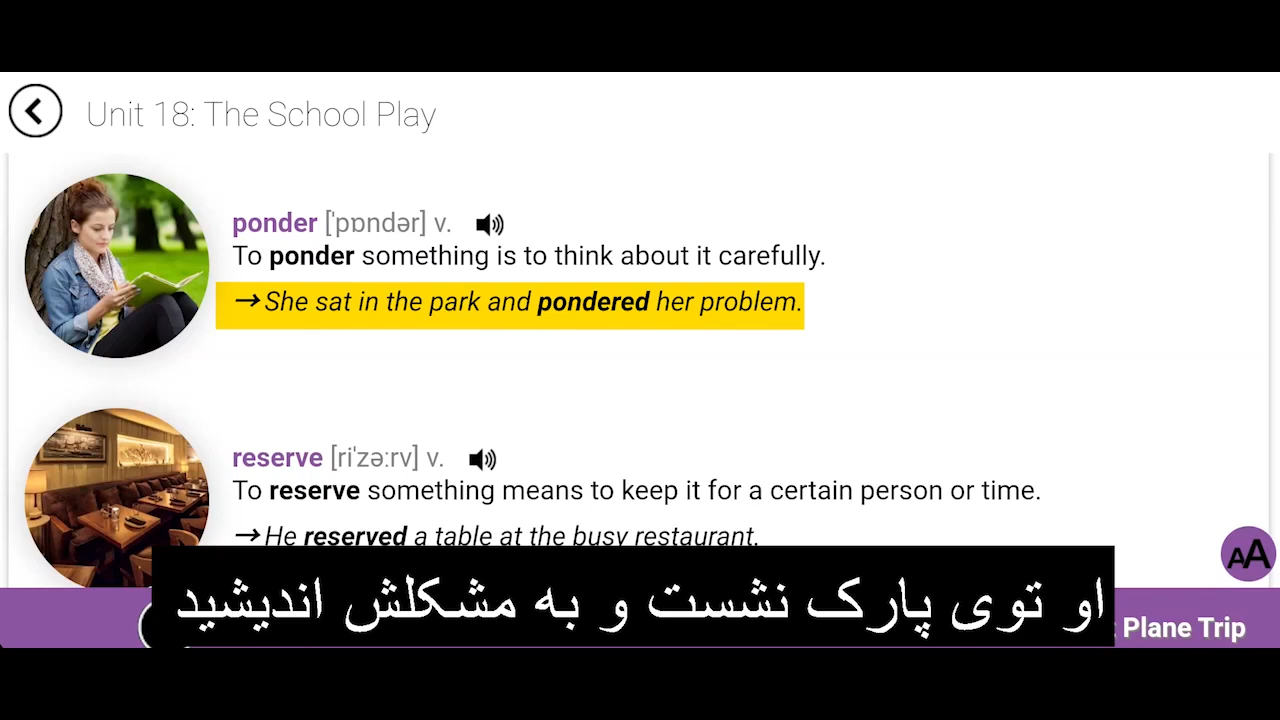 Unit 18: The School Play
ponder [ˈpɒndər] v.
To ponder something is to think about it carefully.
→ She sat in the park and pondered her problem.
reserve [riˈzəːrv] v.
To reserve something means to keep it for a certain person or time.
→ He reserved a table at the busy restaurant.
AA
او توی پارک نشست و به مشکلش اندیشید
Plane Trip